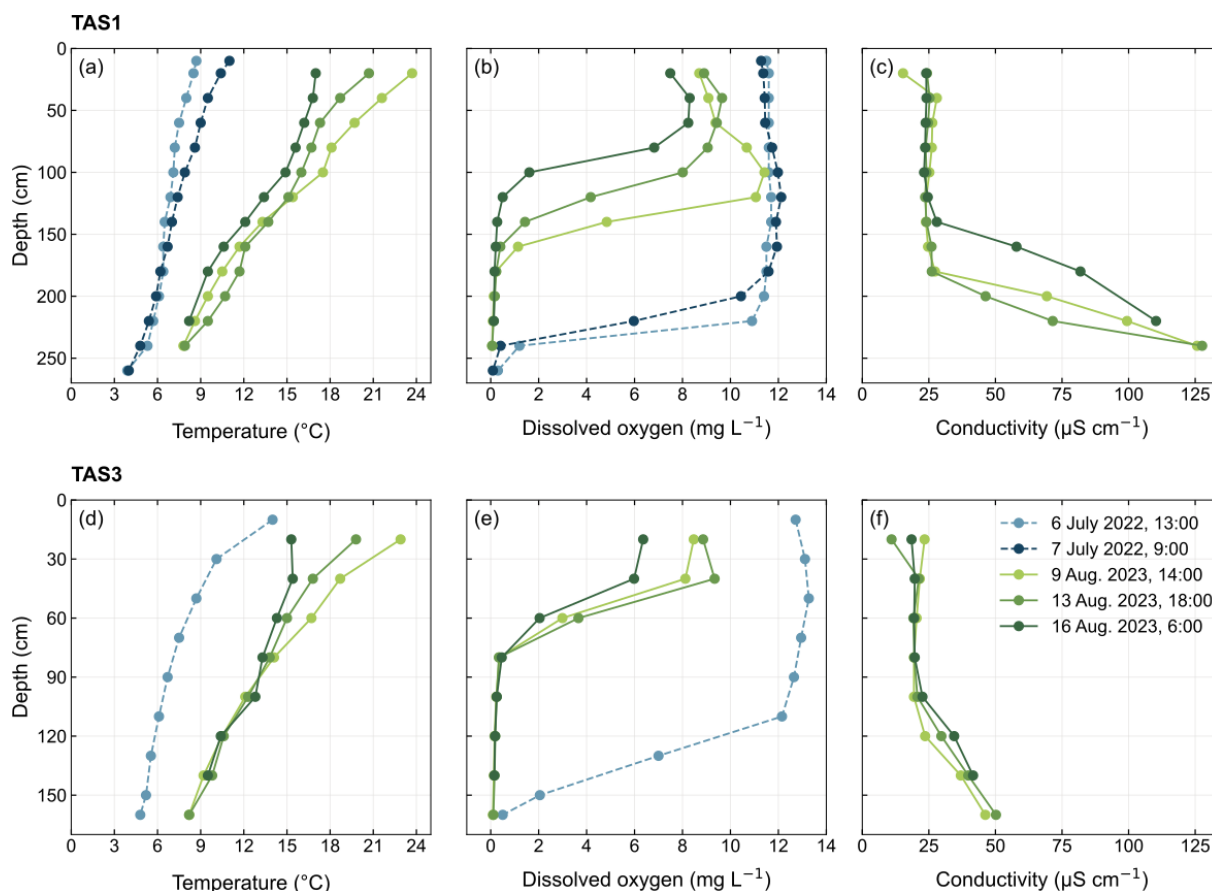 TAS1
(a)
(b)
(c)
Depth (cm)
0
50
100
150
200
250
0 3 6 9 12 15 18 21 24
0 2 4 6 8 10 12 14
0 25 50 75 100 125
Temperature (°C)
Dissolved oxygen (mg L⁻¹)
Conductivity (µS cm⁻¹)
TAS3
(d)
(e)
(f)
Depth (cm)
0
30
60
90
120
150
6 July 2022, 13:00
7 July 2022, 9:00
9 Aug. 2023, 14:00
13 Aug. 2023, 18:00
16 Aug. 2023, 6:00
0 3 6 9 12 15 18 21 24
0 2 4 6 8 10 12 14
0 25 50 75 100 125
Temperature (°C)
Dissolved oxygen (mg L⁻¹)
Conductivity (µS cm⁻¹)